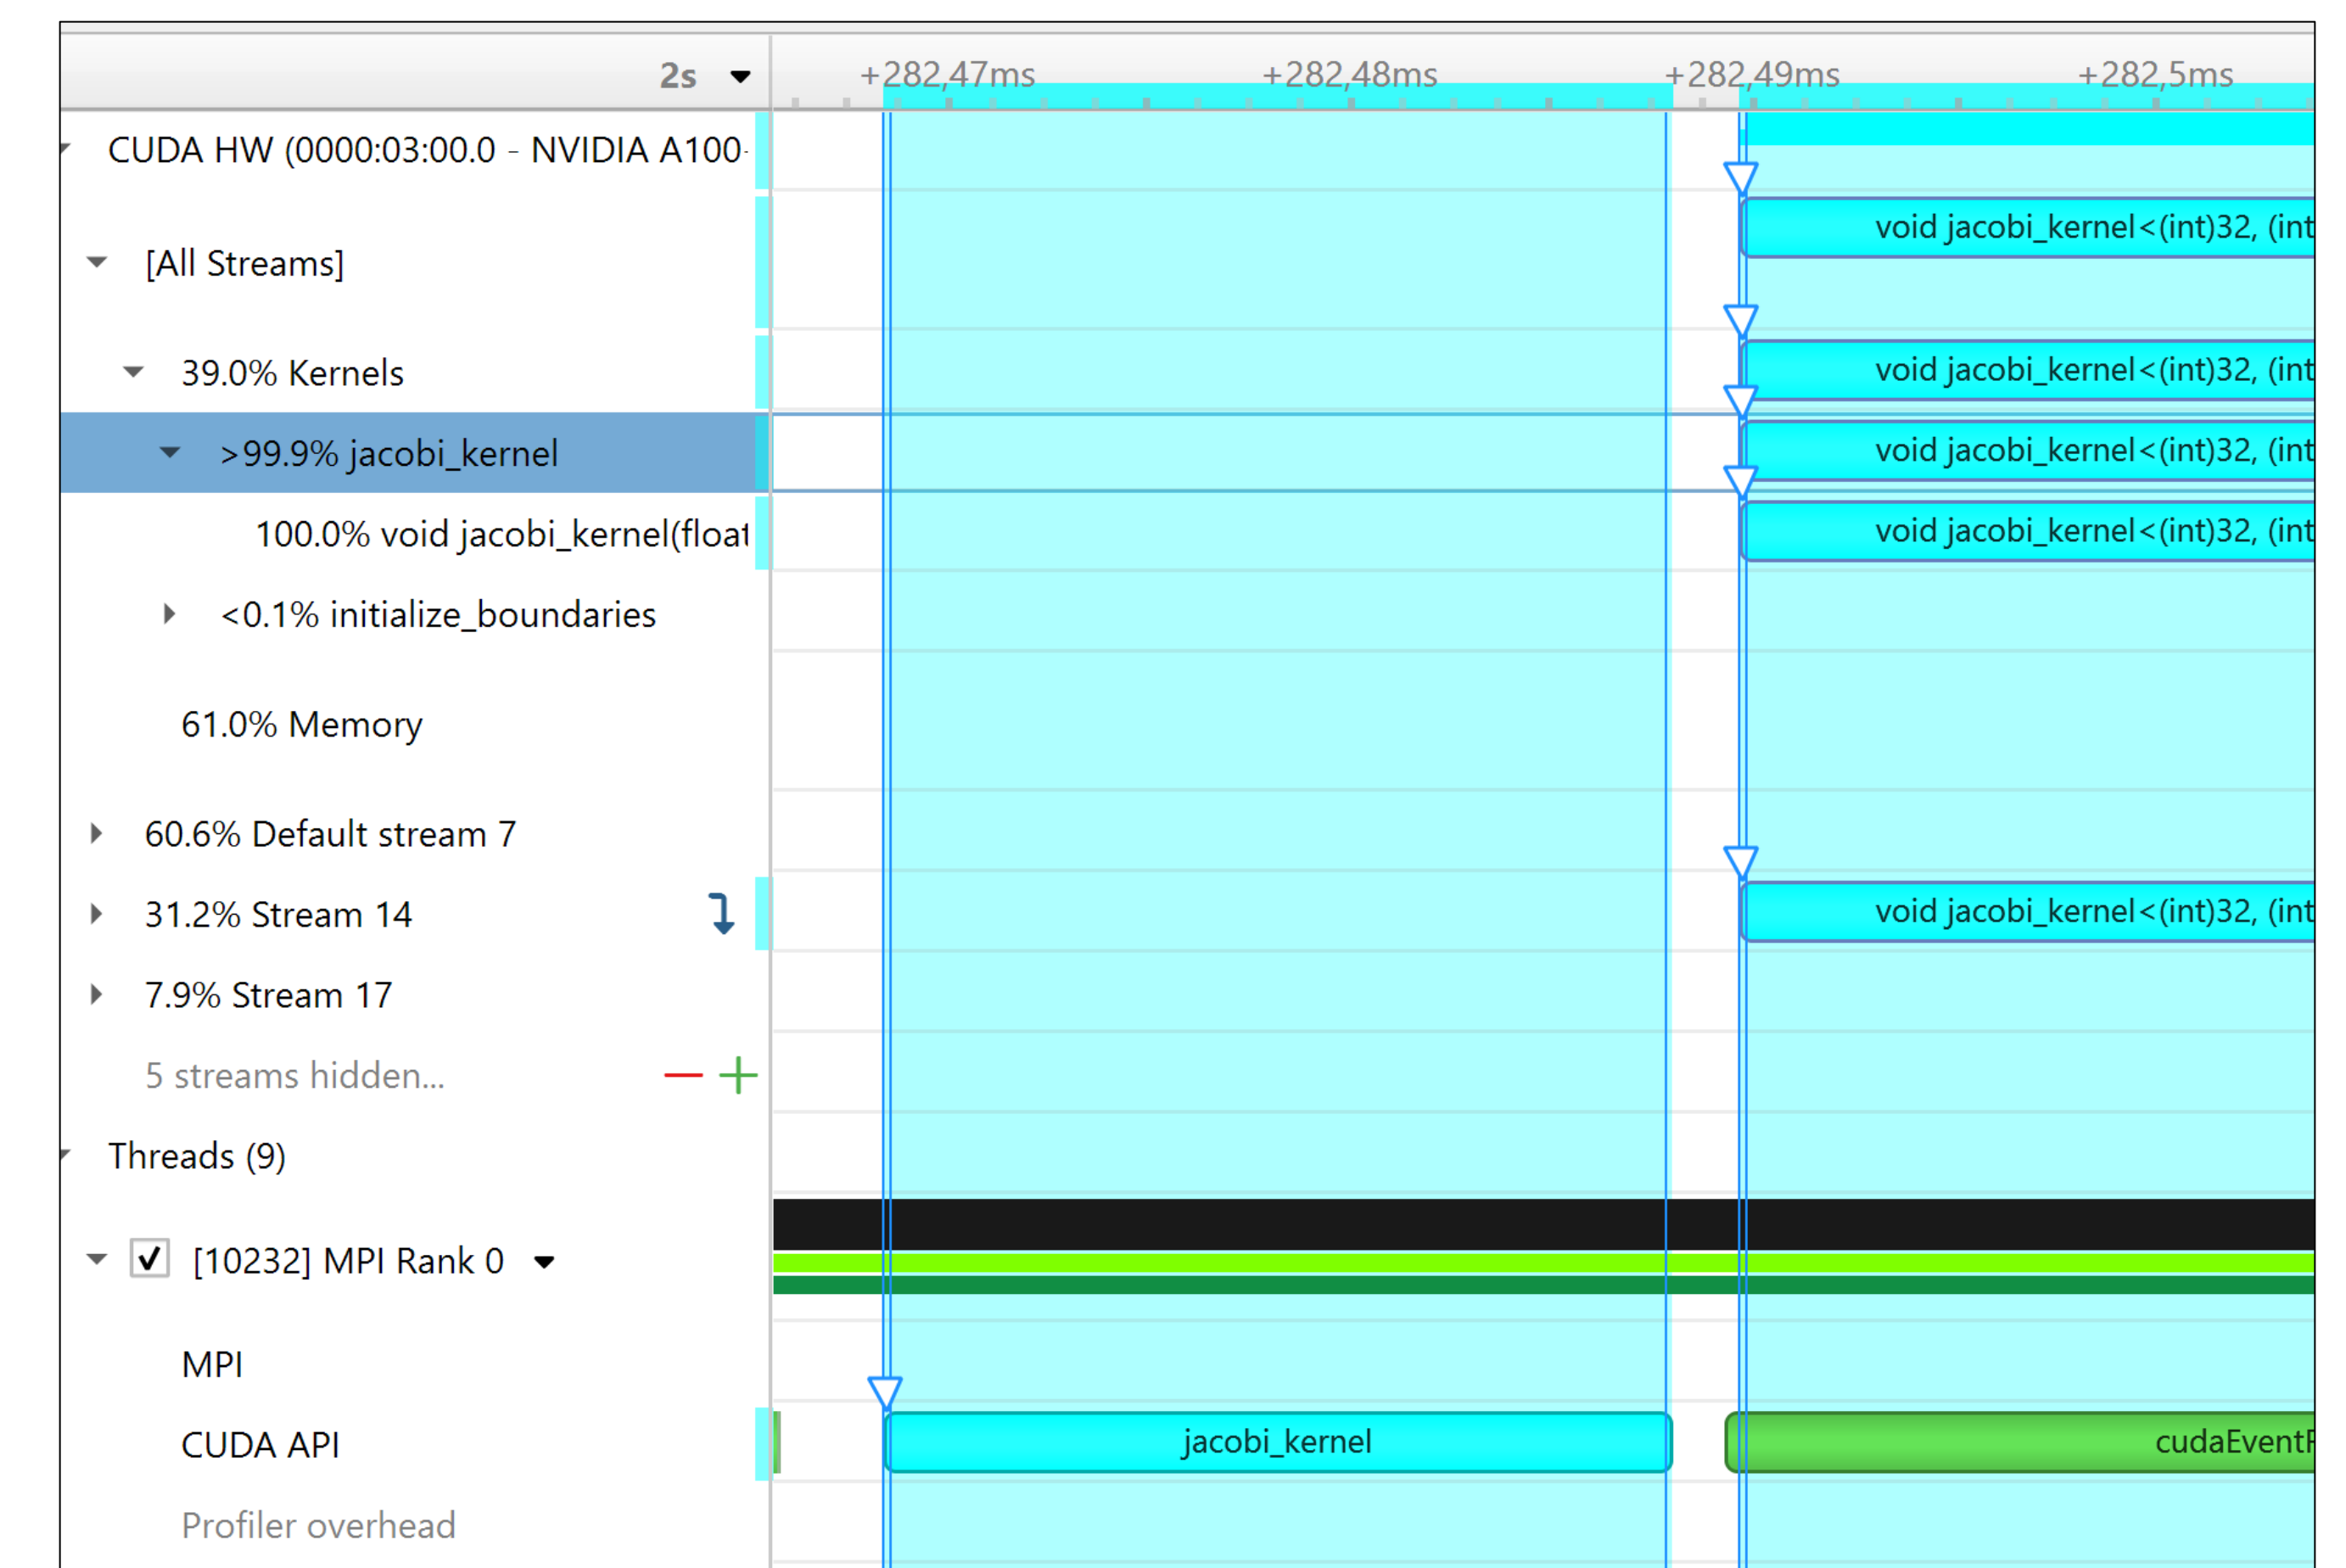 2s +282,47ms +282,48ms +282,49ms +282,5ms
CUDA HW (0000:03:00.0 - NVIDIA A100-
void jacobi_kernel<(int)32, (int
[All Streams]
39.0% Kernels void jacobi_kernel<(int)32, (int
>99.9% jacobi_kernel void jacobi_kernel<(int)32, (int
100.0% void jacobi_kernel(float void jacobi_kernel<(int)32, (int
<0.1% initialize_boundaries
61.0% Memory
60.6% Default stream 7
31.2% Stream 14 void jacobi_kernel<(int)32, (int
7.9% Stream 17
5 streams hidden...
Threads (9)
[10232] MPI Rank 0
MPI
CUDA API jacobi_kernel cudaEventR
Profiler overhead